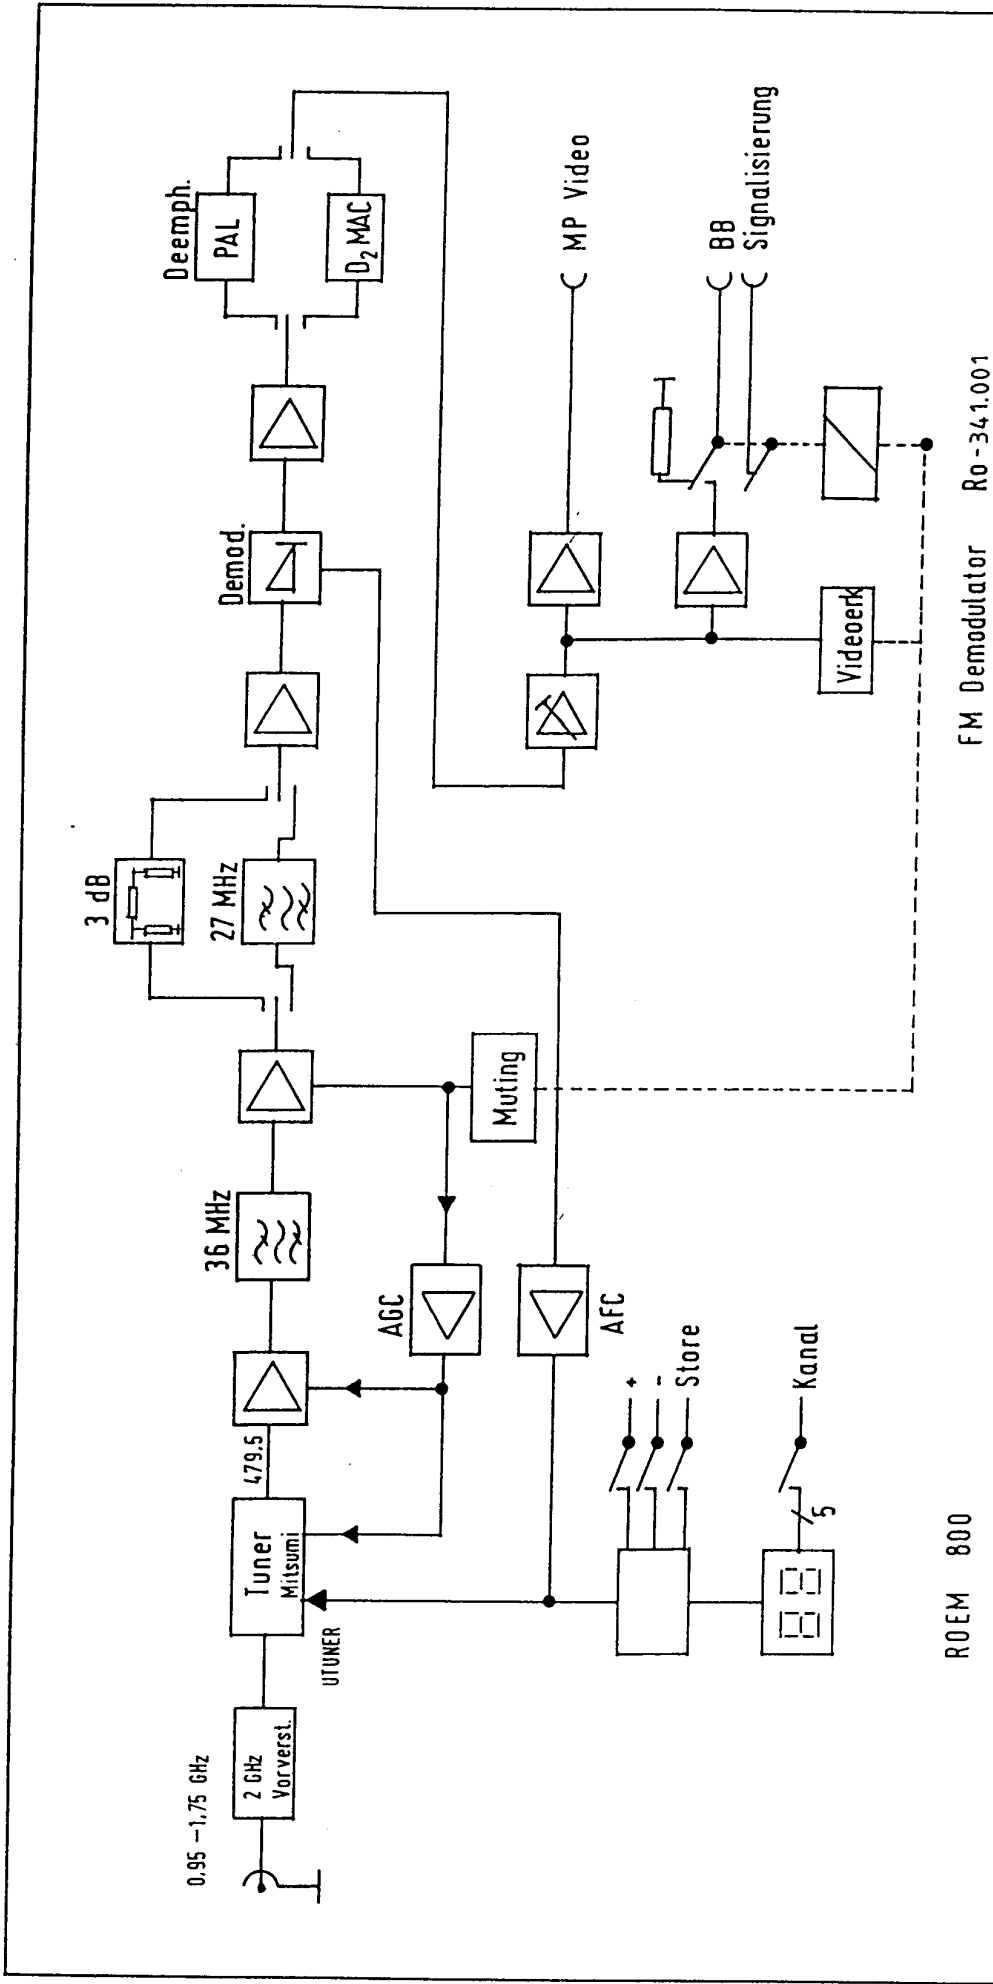 0.95 – 1.75 GHz
2 GHz
Vorverst.
Tuner
Mitsumi
UTUNER
479.5
36 MHz
3 dB
27 MHz
Demod.
Deemph.
PAL
D₂ MAC
AGC
Muting
AFC
+
-
Store
Kanal
5
88
MP Video
BB
Signalisierung
Videoerk
ROEM 800
FM Demodulator Ro-341.001